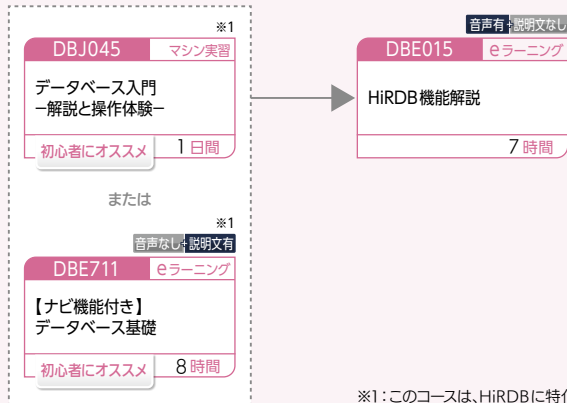 ※1
DBJ045 マシン実習
データベース入門
−解説と操作体験−
初心者にオススメ 1日間
または
※1
音声なし+説明文有
DBE711 eラーニング
【ナビ機能付き】
データベース基礎
初心者にオススメ 8時間
音声有+説明文なし
DBE015 eラーニング
HiRDB機能解説
7時間
※1:このコースは、HiRDBに特